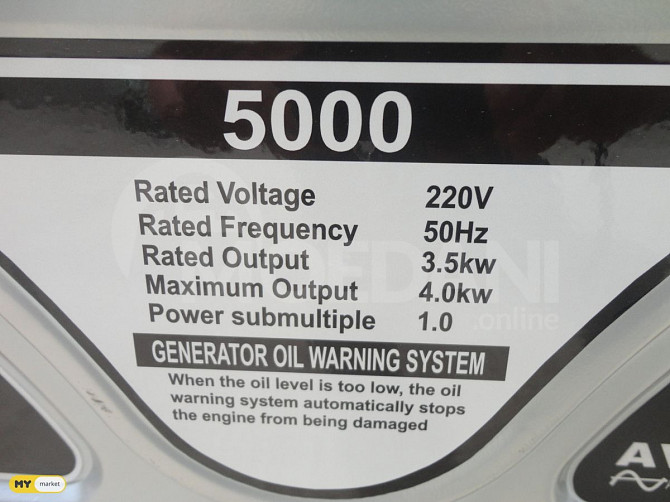 5000
Rated Voltage 220V
Rated Frequency 50Hz
Rated Output 3.5kw
Maximum Output 4.0kw
Power submultiple 1.0
.online
GENERATOR OIL WARNING SYSTEM
When the oil level is too low, the oil
warning system automatically stops
the engine from being damaged
MY market